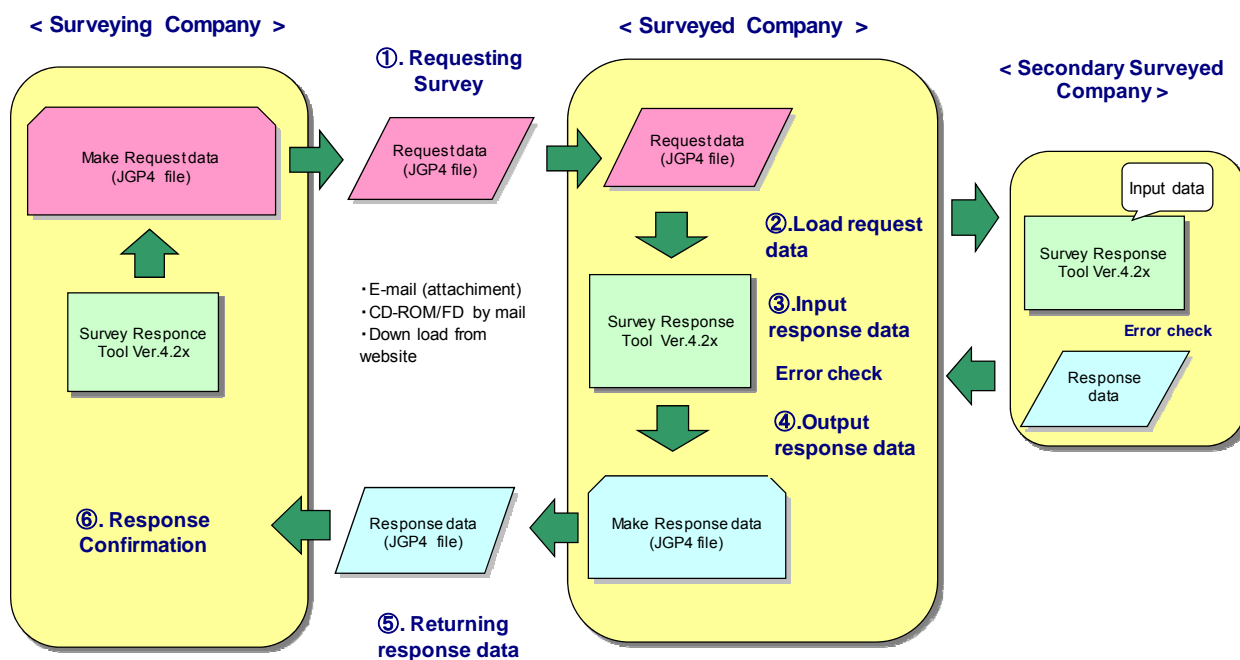 < Surveying Company >
①. Requesting
Survey
< Surveyed Company >
< Secondary Surveyed
Company >
Make Request data
(JGP4 file)
Request data
(JGP4 file)
Request data
(JGP4 file)
Input data
②.Load request
data
Survey Response
Tool Ver.4.2x
・E-mail (attachiment)
・CD-ROM/FD by mail
・Down load from
website
Survey Responce
Tool Ver.4.2x
Survey Response
Tool Ver.4.2x
③.Input
response data
Error check
Error check
Response
data
④.Output
response data
⑥. Response
Confirmation
Response data
(JGP4 file)
Make Response data
(JGP4 file)
⑤. Returning
response data